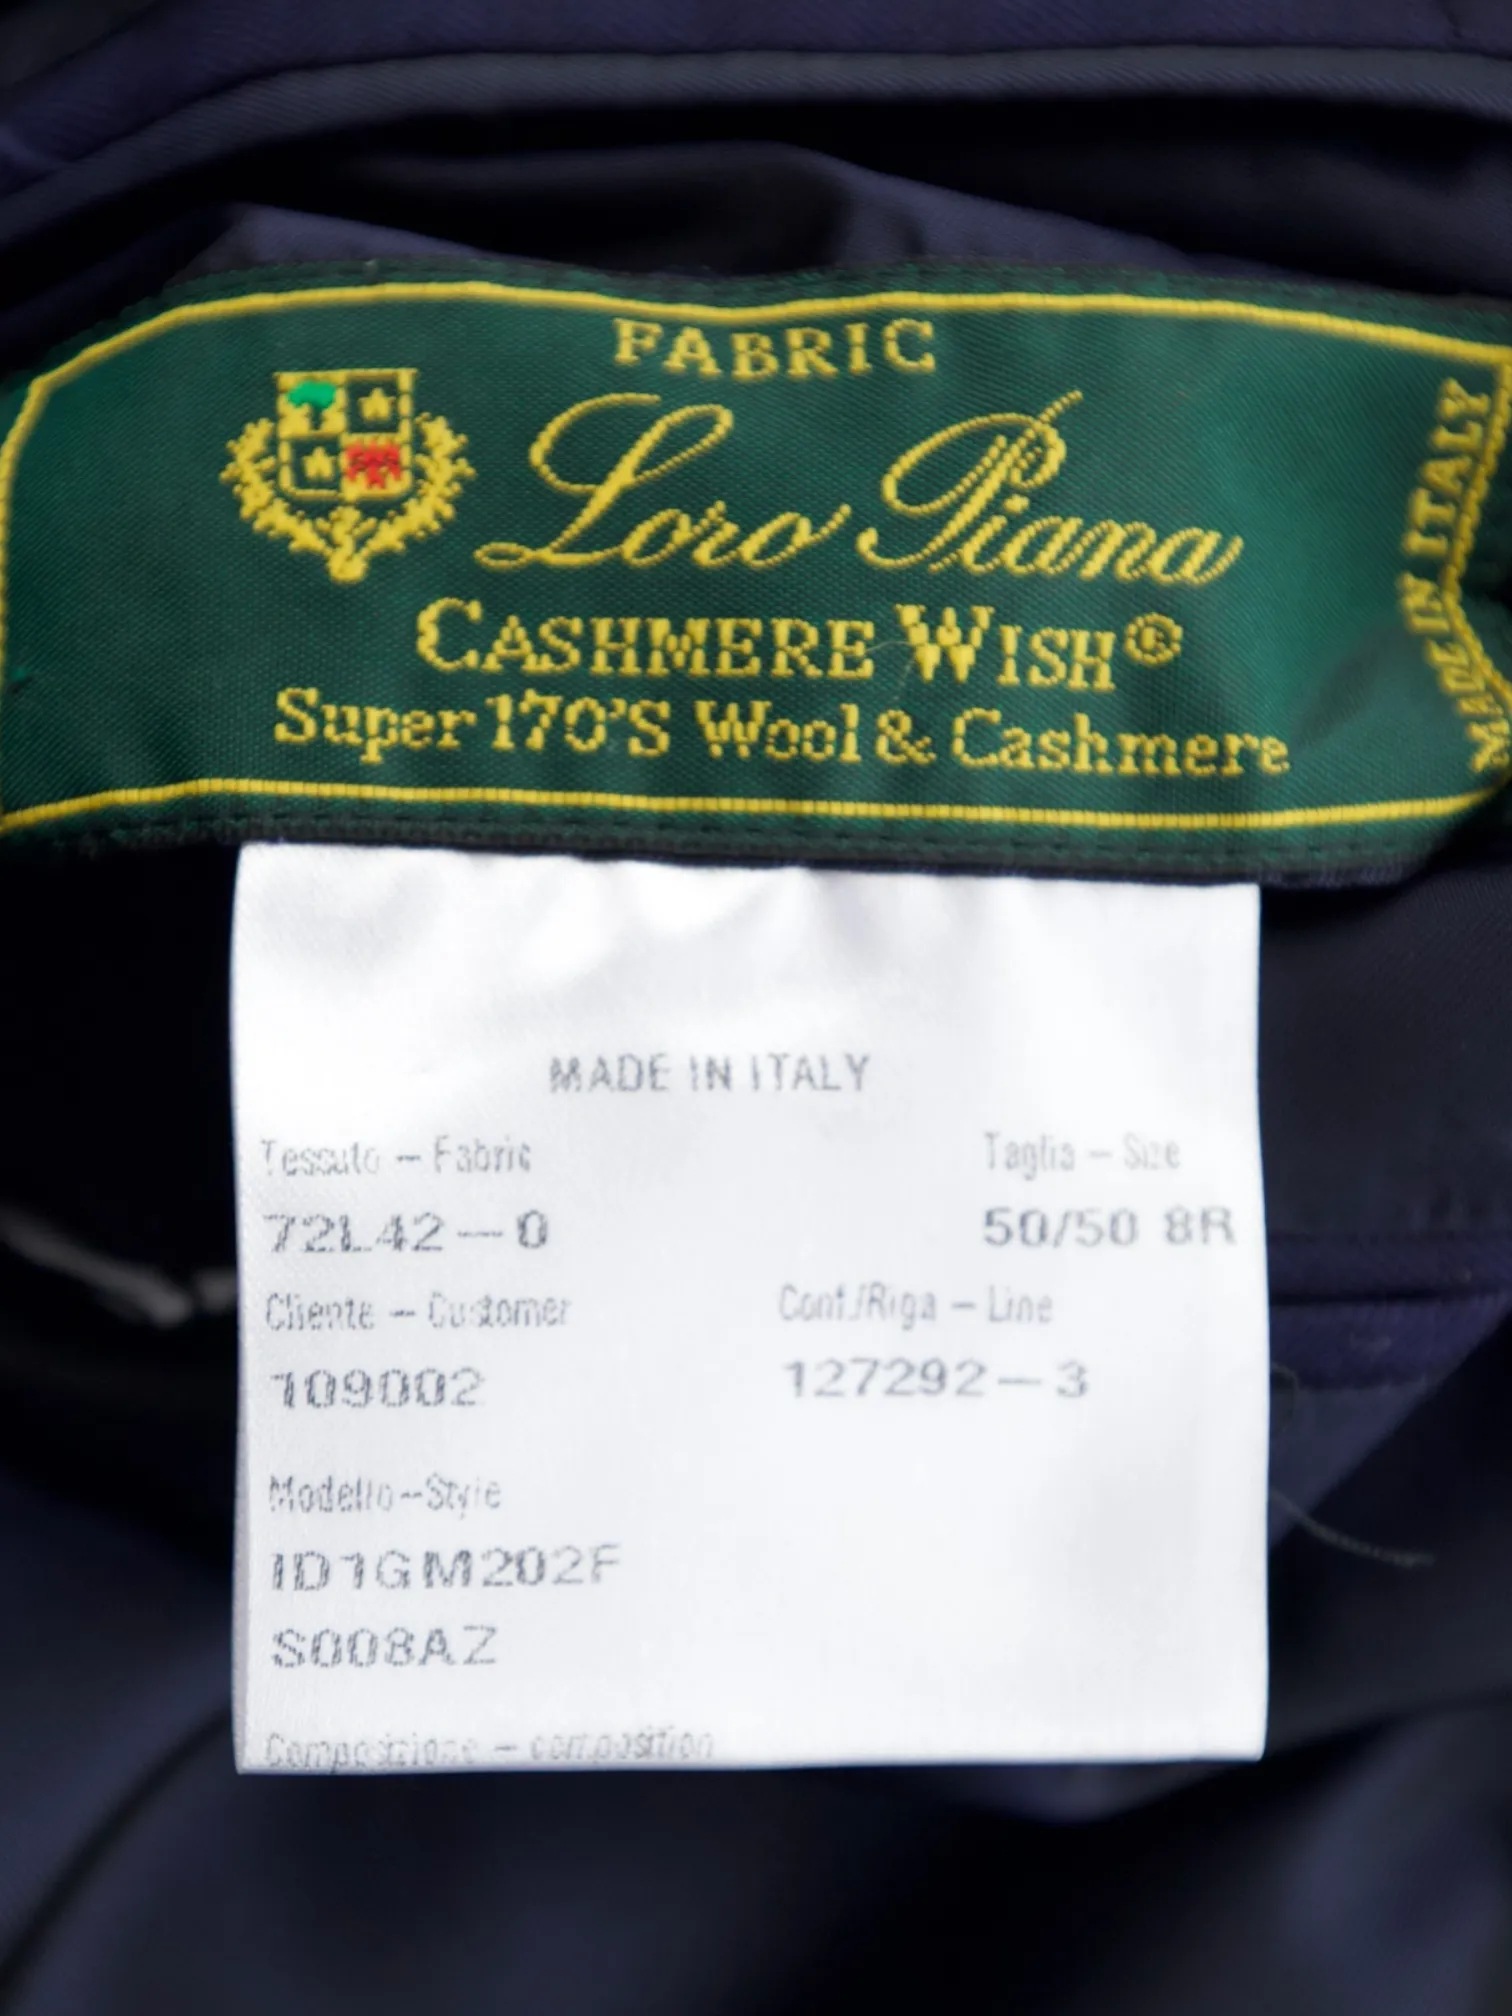 FABRIC
Loro Piana
CASHMERE WISH®
Super 170'S Wool & Cashmere
MADE IN ITALY
MADE IN ITALY
Tessuto – Fabric
Taglia – Size
72L42–0
50/50 8R
Cliente – Customer
Conf./Riga – Line
109002
127292–3
Modello–Style
ID1GM202F
S008AZ
Composizione – composition